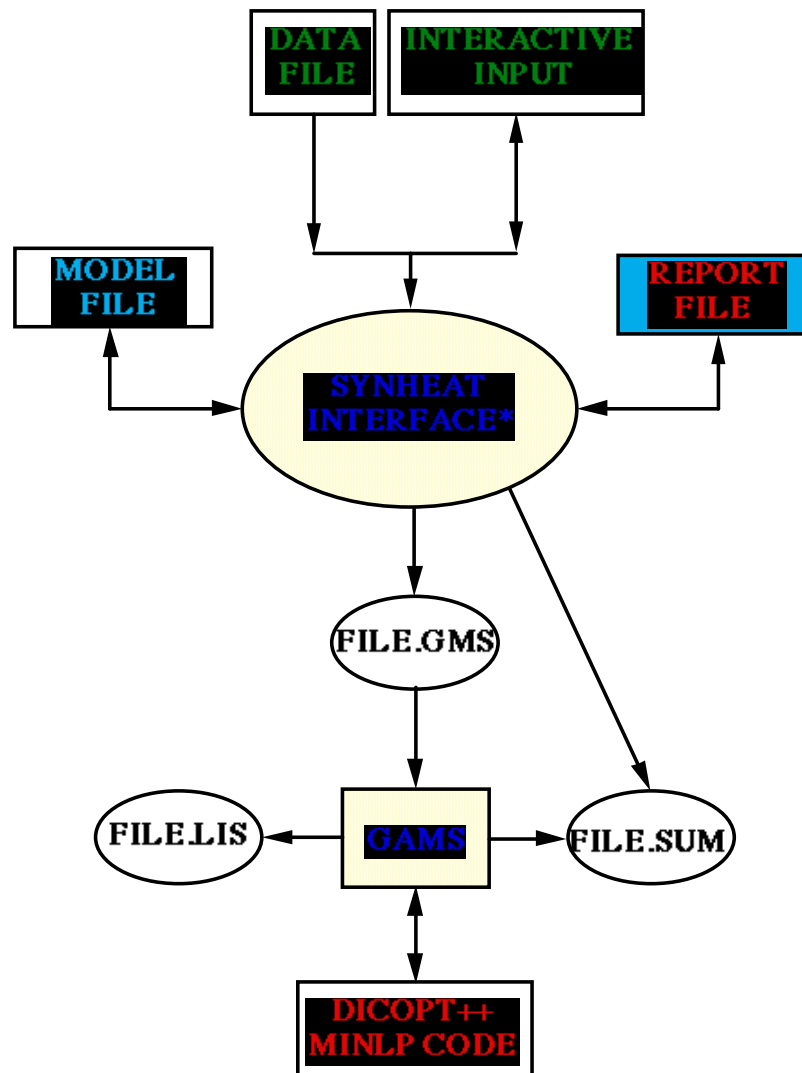 DATA
FILE
INTERACTIVE
INPUT
MODEL
FILE
REPORT
FILE
SYNHEAT
INTERFACE*
FILE.GMS
FILE.LIS
GAMS
FILE.SUM
DICOPT++
MINLP CODE